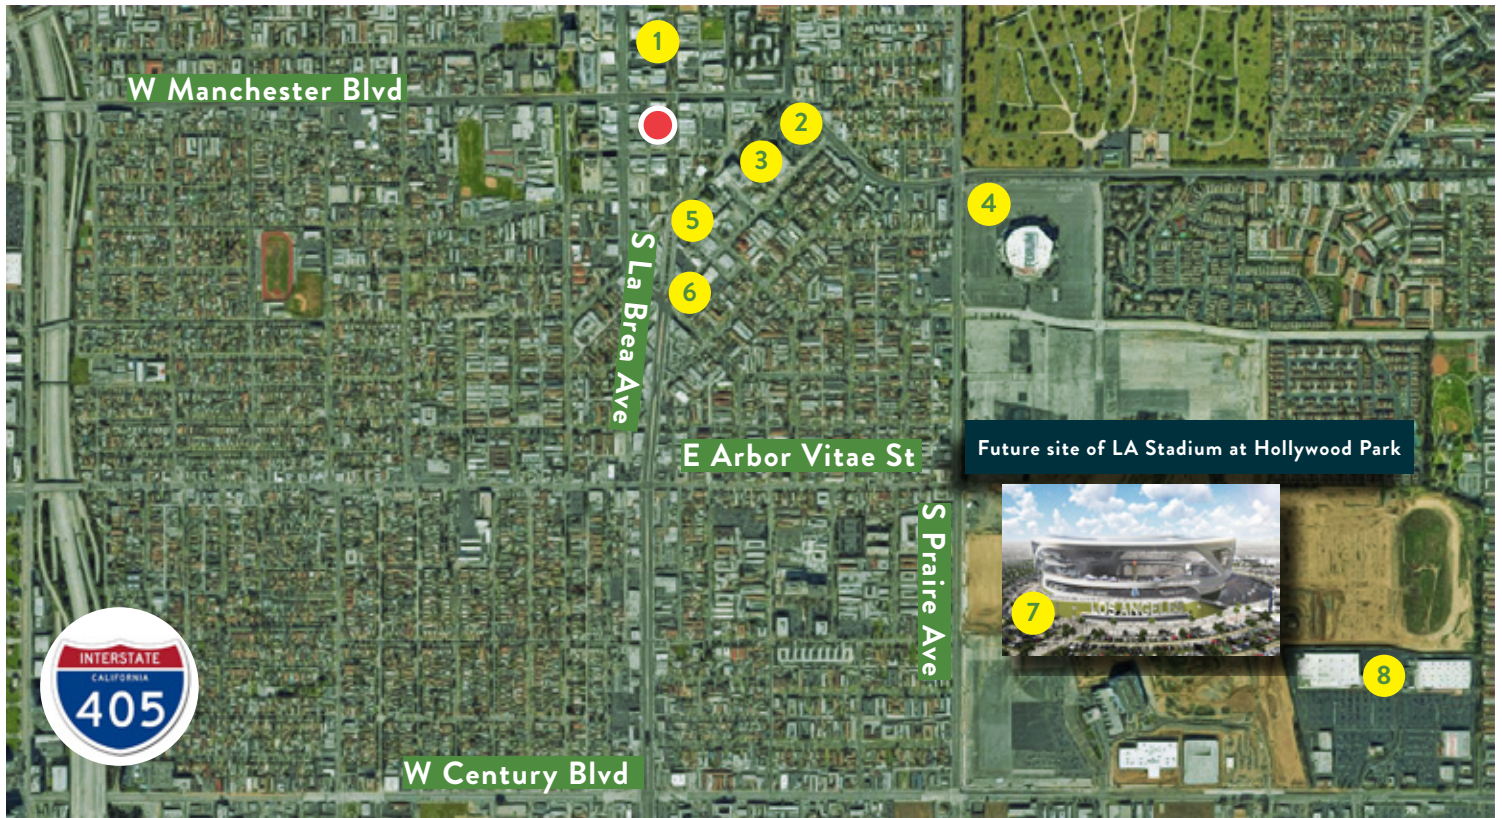 1
W Manchester Blvd
2
3
4
5
S La Brea Ave
6
E Arbor Vitae St
Future site of LA Stadium at Hollywood Park
S Praire Ave
LOS ANGELES
7
8
INTERSTATE
CALIFORNIA
405
W Century Blvd